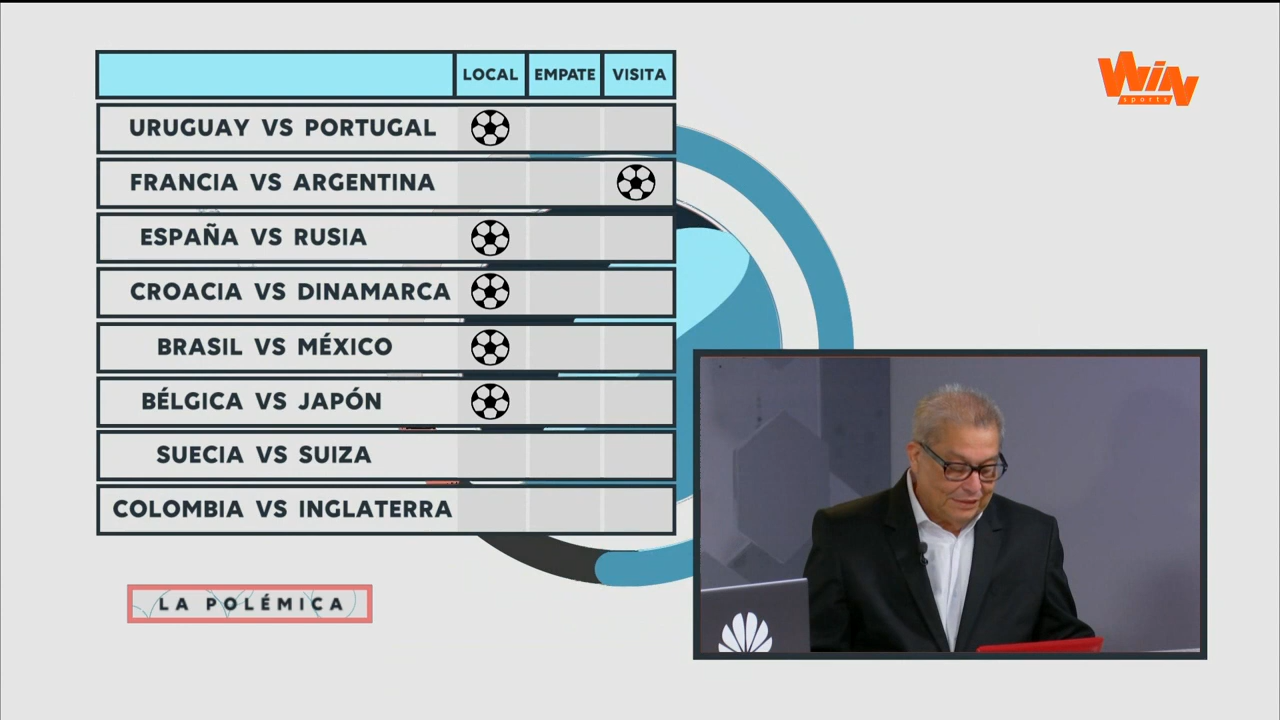 LOCAL EMPATE VISITA
WIN
sports
URUGUAY VS PORTUGAL
FRANCIA VS ARGENTINA
ESPAÑA VS RUSIA
CROACIA VS DINAMARCA
BRASIL VS MÉXICO
BÉLGICA VS JAPÓN
SUECIA VS SUIZA
COLOMBIA VS INGLATERRA
LA POLÉMICA